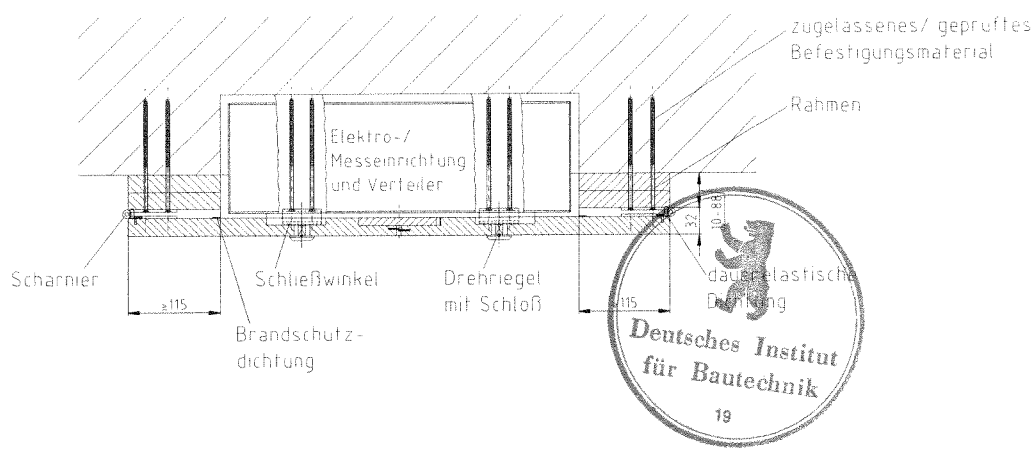 zugelassenes/ geprüftes
Befestigungsmaterial
Rahmen
Elektro-/
Messeinrichtung
und Verteiler
32
10-88
Scharnier
Schließwinkel
Drehriegel
mit Schloß
dauerelastische
Dichtung
≥115
≥115
Brandschutz-
dichtung
Deutsches Institut
für Bautechnik
19